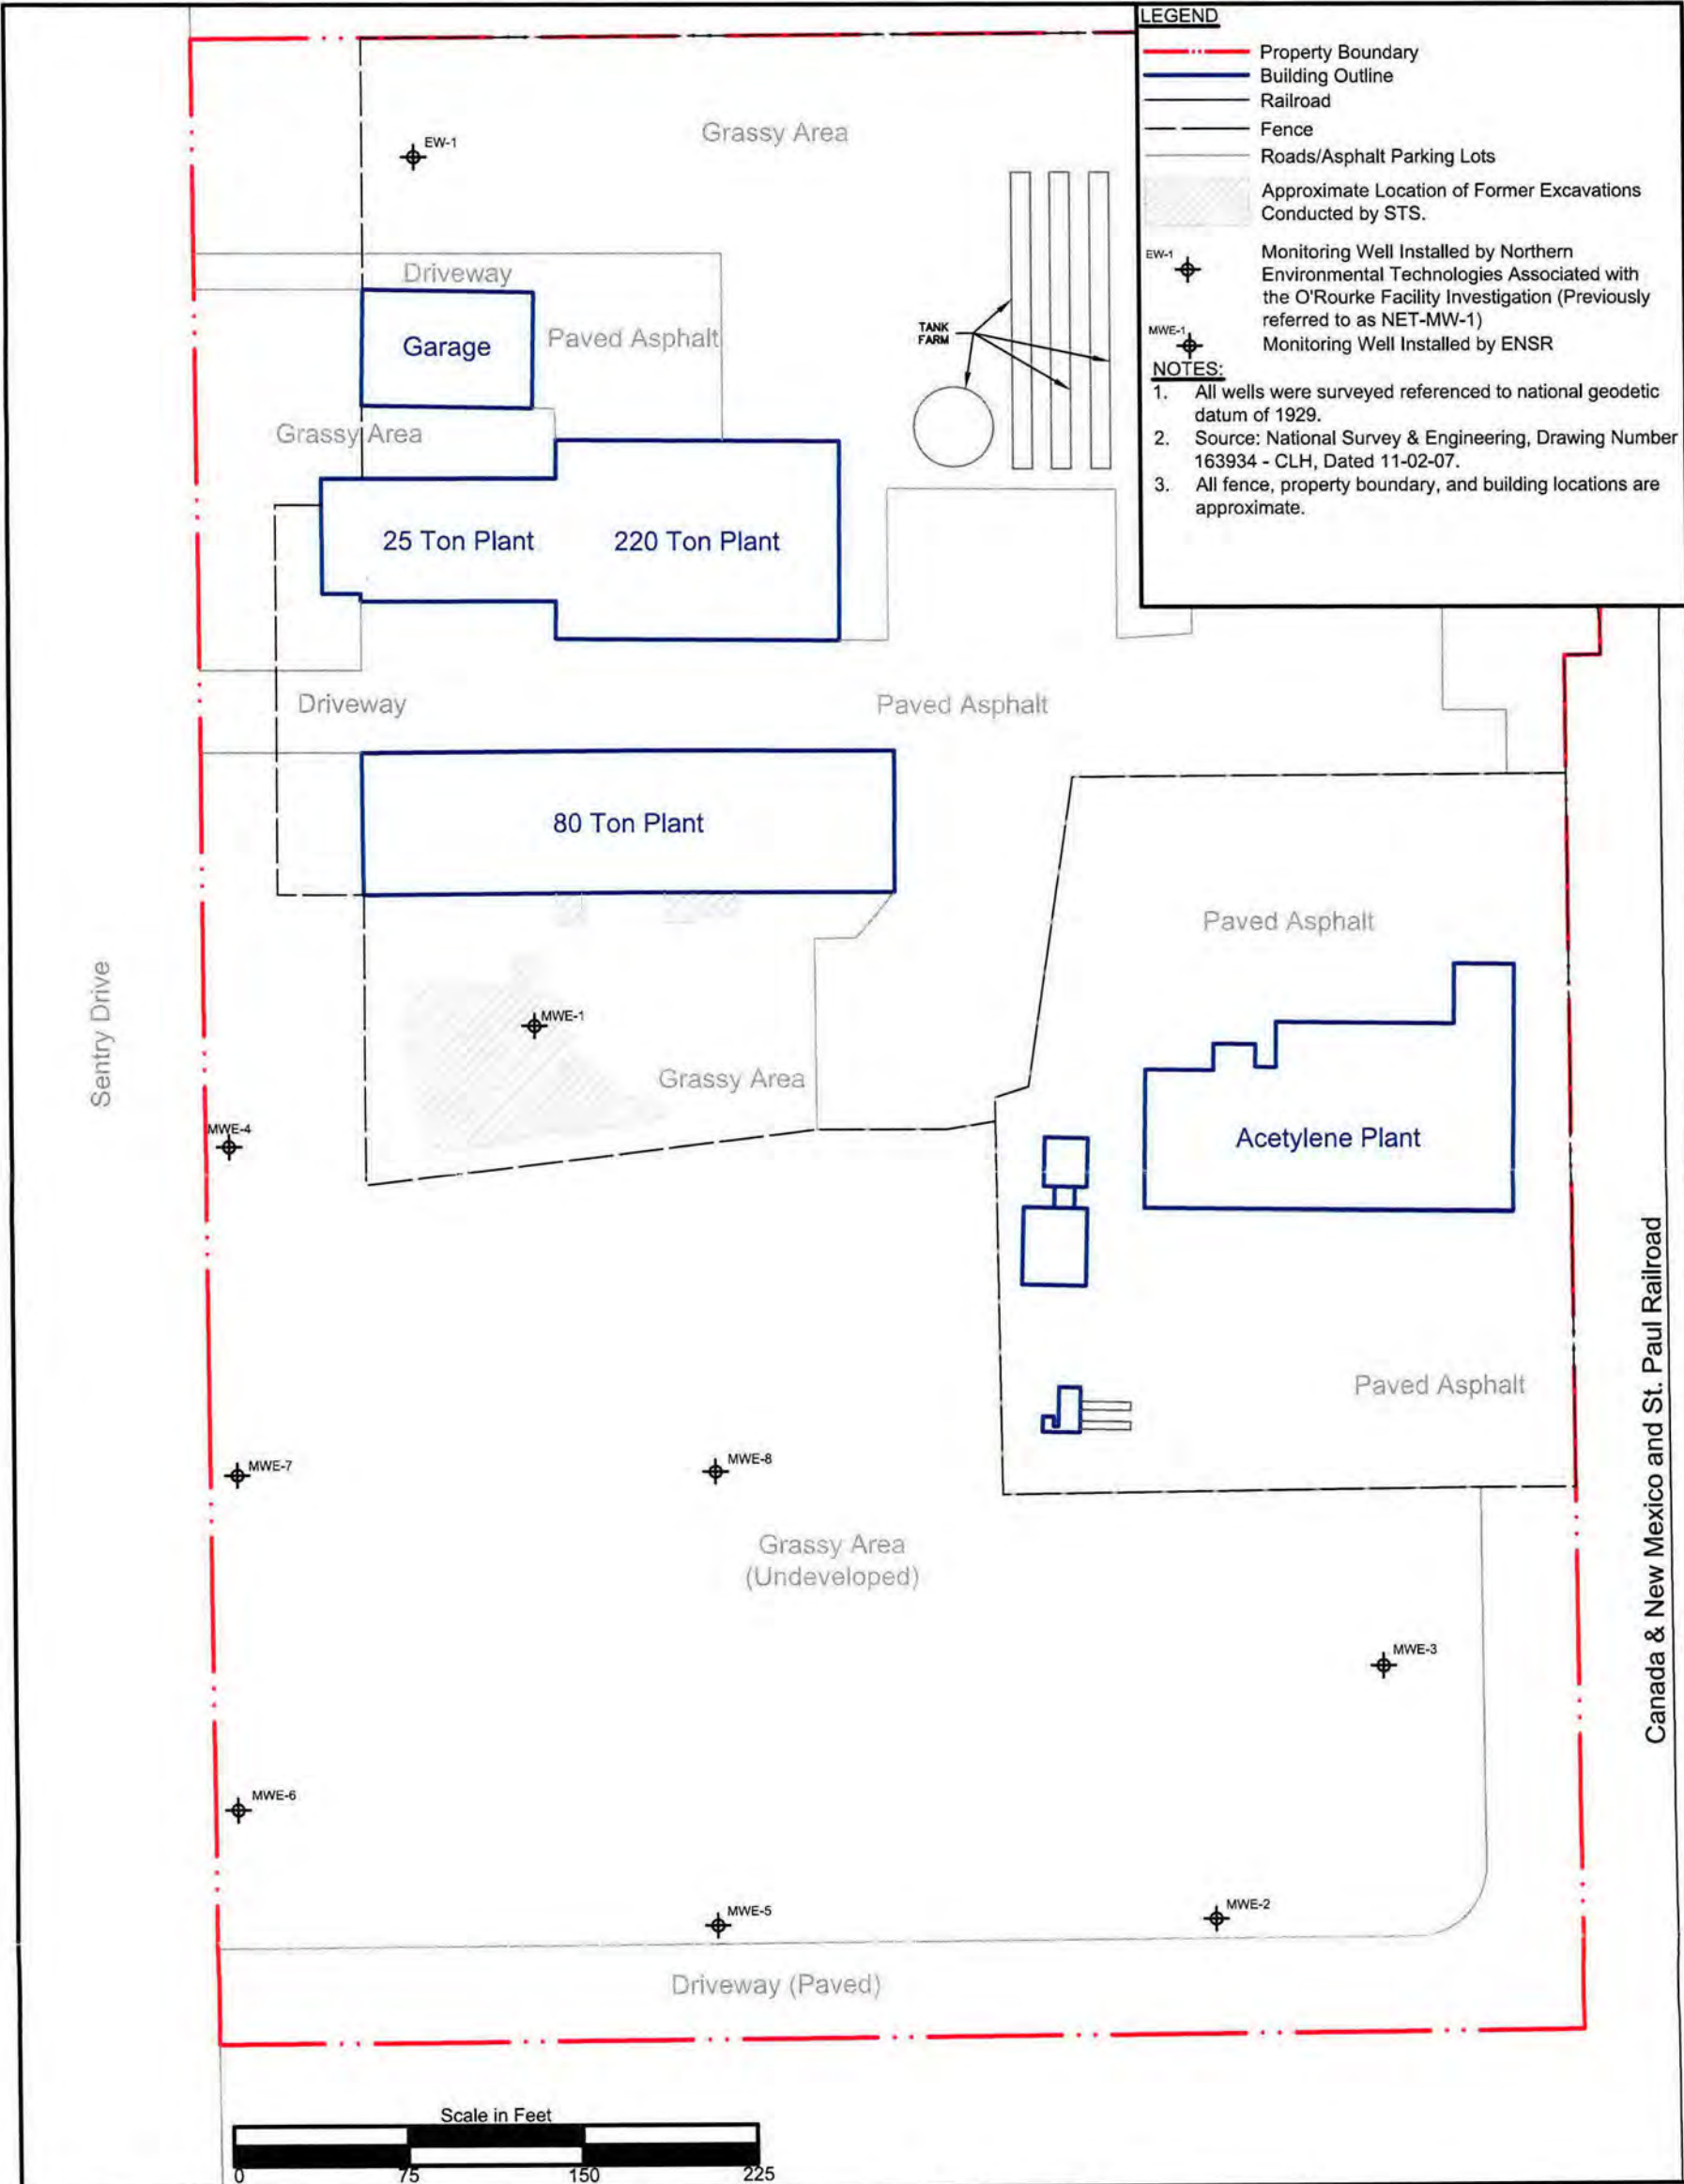 LEGEND
Property Boundary
Building Outline
Railroad
Fence
Roads/Asphalt Parking Lots
Approximate Location of Former Excavations
Conducted by STS.
EW-1
Monitoring Well Installed by Northern
Environmental Technologies Associated with
the O'Rourke Facility Investigation (Previously
referred to as NET-MW-1)
MWE-1
Monitoring Well Installed by ENSR
NOTES:
1. All wells were surveyed referenced to national geodetic
datum of 1929.
2. Source: National Survey & Engineering, Drawing Number
163934 - CLH, Dated 11-02-07.
3. All fence, property boundary, and building locations are
approximate.
EW-1
Grassy Area
Driveway
Garage
Paved Asphalt
TANK
FARM
Grassy Area
25 Ton Plant
220 Ton Plant
Driveway
Paved Asphalt
80 Ton Plant
Paved Asphalt
Sentry Drive
MWE-1
Grassy Area
MWE-4
Acetylene Plant
Canada & New Mexico and St. Paul Railroad
Paved Asphalt
MWE-7
MWE-8
Grassy Area
(Undeveloped)
MWE-3
MWE-6
MWE-5
MWE-2
Driveway (Paved)
Scale in Feet
0 75 150 225